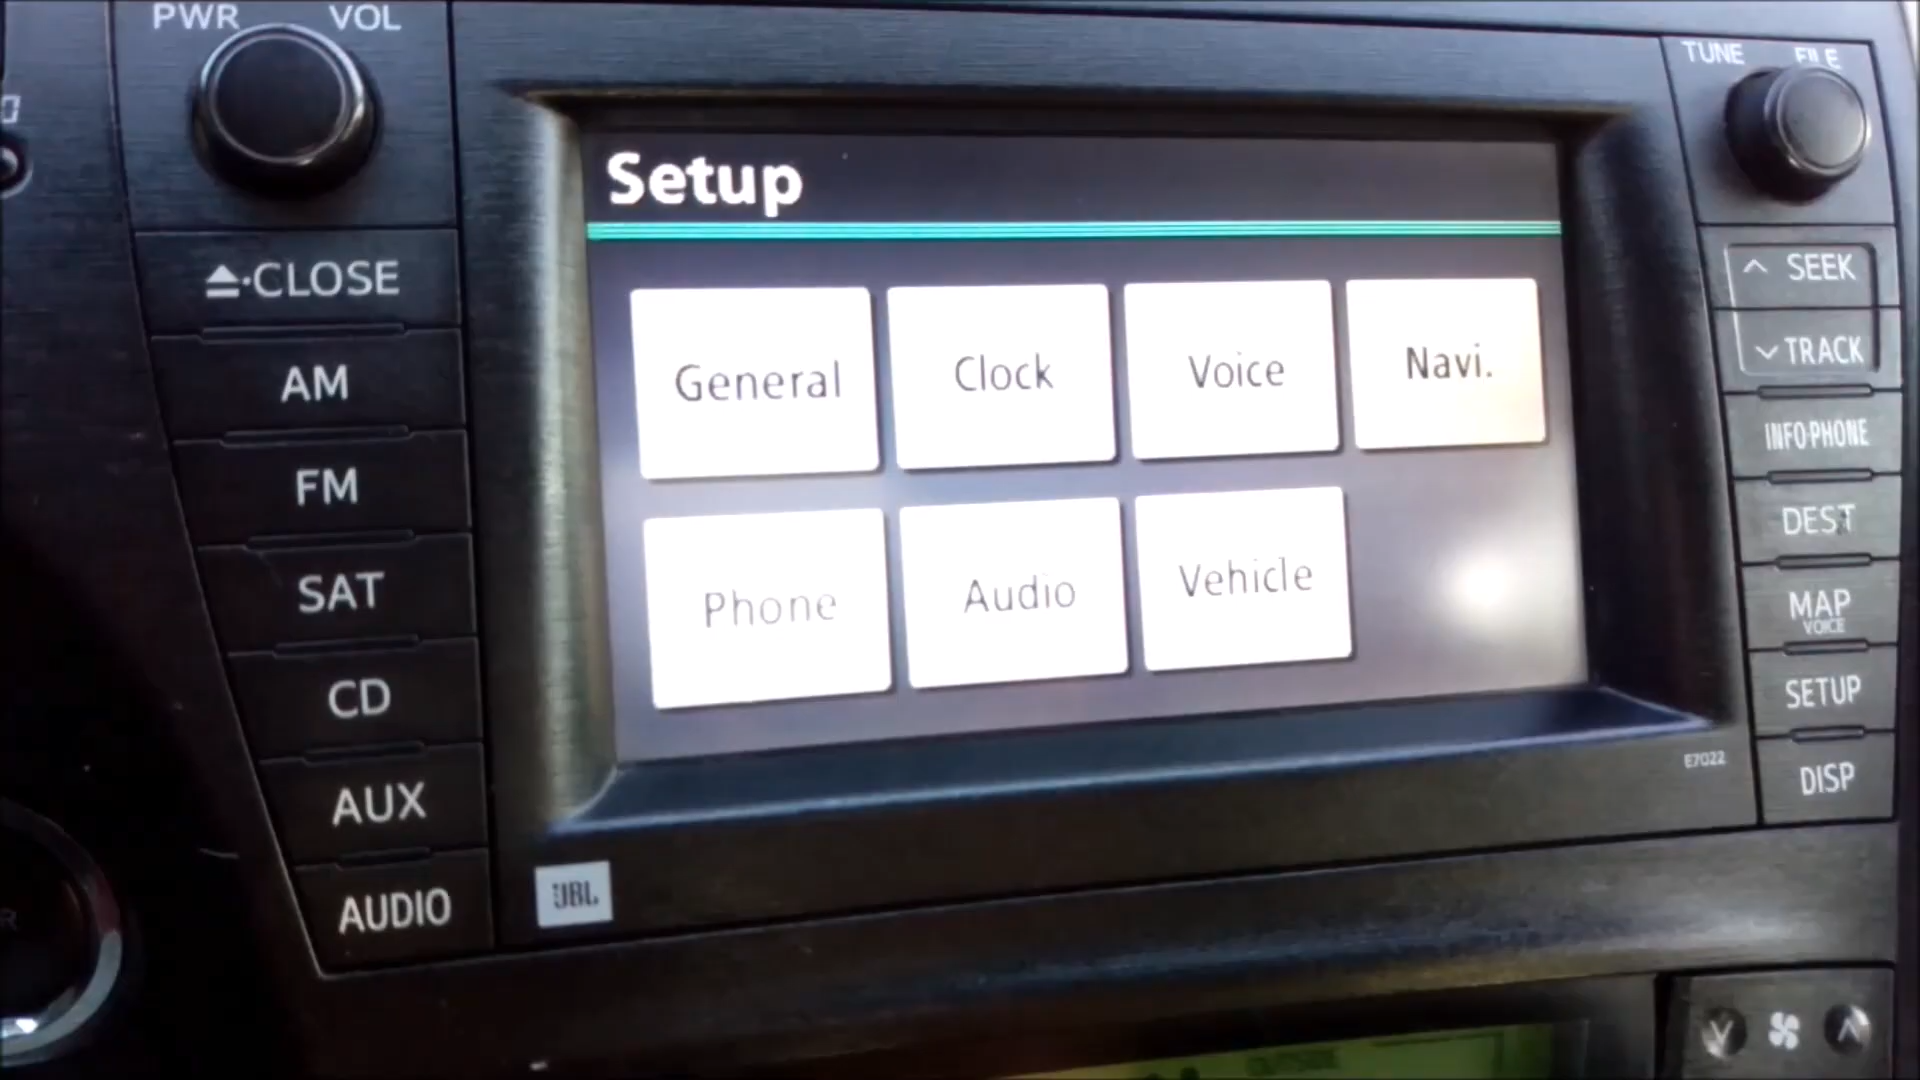 PWR VOL
TUNE FILE
Setup
CLOSE
AM
FM
SAT
CD
AUX
AUDIO
General Clock Voice Navi.
Phone Audio Vehicle
SEEK
TRACK
INFO·PHONE
DEST
MAP
VOICE
SETUP
DISP
E7022
JBL